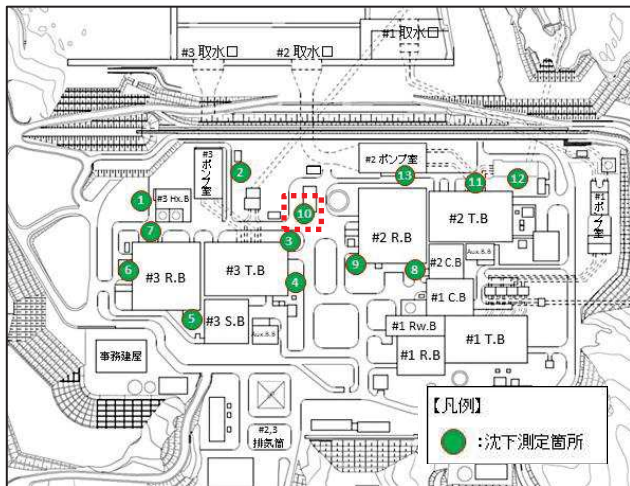 #3 取水口
#2 取水口
#1 取水口
#3 ポンプ室
#2 ポンプ室
#1 ポンプ室
2
13
11
12
1
#3 Hx.B
10
#2 T.B
7
3
#2 R.B
6
#3 R.B
#3 T.B
4
9
8
#2 C.B
Aux.B.B
#1 C.B
5
#3 S.B
Aux.B.B
#1 Rw.B
#1 R.B
#1 T.B
事務建屋
#2,3
排気筒
【凡例】
:沈下測定箇所